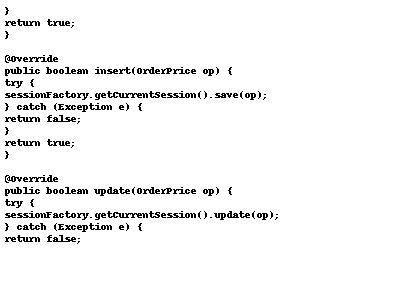 }
return true;
}

@Override
public boolean insert(OrderPrice op) {
try {
sessionFactory.getCurrentSession().save(op);
} catch (Exception e) {
return false;
}
return true;
}

@Override
public boolean update(OrderPrice op) {
try {
sessionFactory.getCurrentSession().update(op);
} catch (Exception e) {
return false;